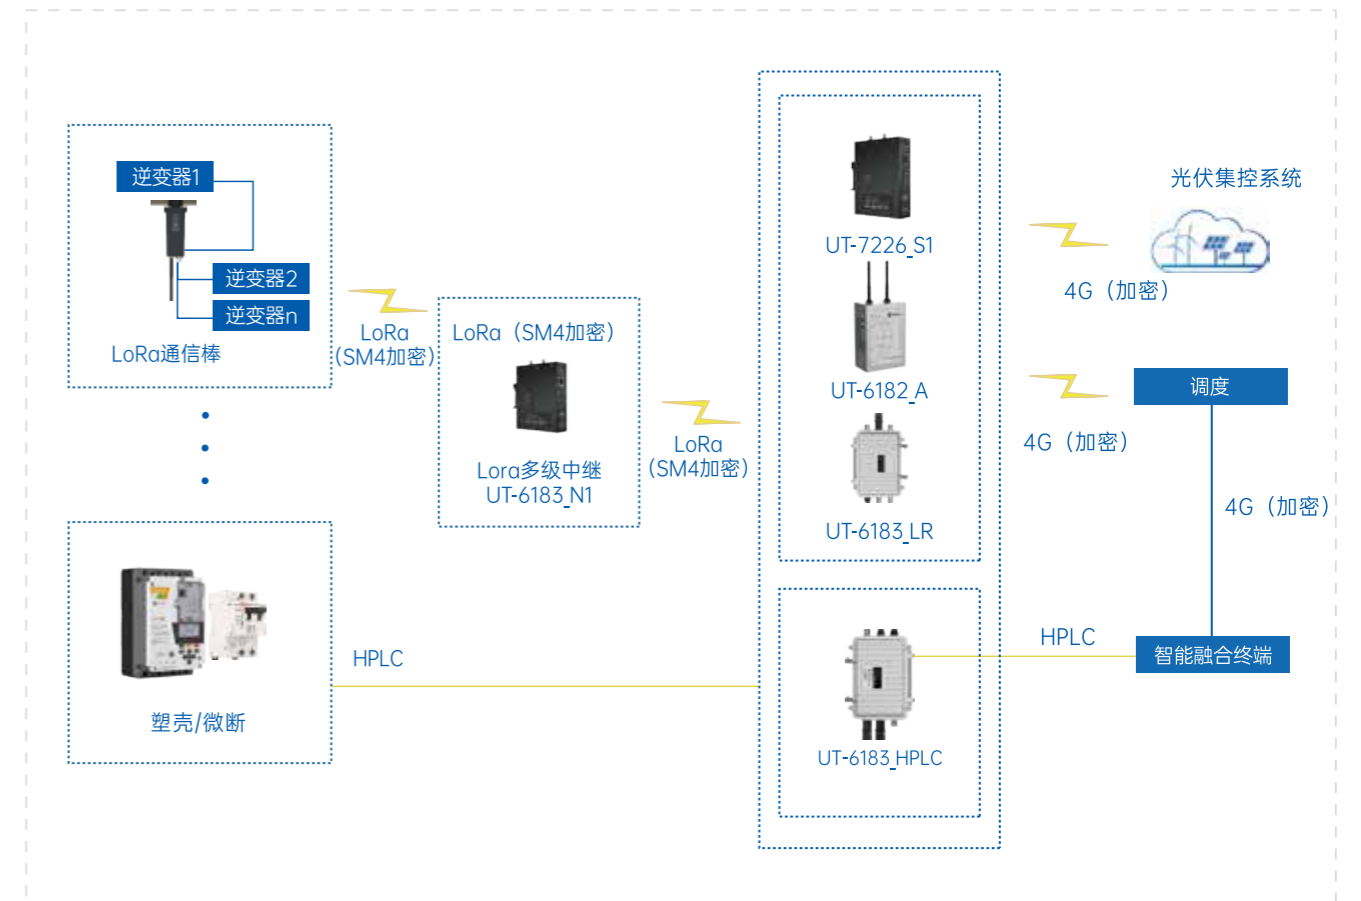 逆变器1
逆变器2
逆变器n
LoRa通信棒
LoRa
（SM4加密）
LoRa（SM4加密）
Lora多级中继
UT-6183_N1
LoRa
（SM4加密）
UT-7226_S1
UT-6182_A
UT-6183_LR
光伏集控系统
4G（加密）
调度
4G（加密）
4G（加密）
塑壳/微断
HPLC
UT-6183_HPLC
HPLC
智能融合终端